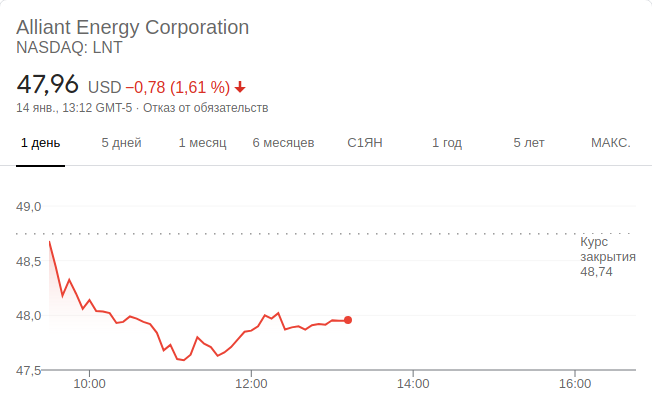 Alliant Energy Corporation
NASDAQ: LNT
47,96 USD −0,78 (1,61 %)
14 янв., 13:12 GMT-5 · Отказ от обязательств
1 день 5 дней 1 месяц 6 месяцев С1ЯН 1 год 5 лет МАКС.
49,0
Курс
закрытия
48,74
48,5
48,0
47,5
10:00 12:00 14:00 16:00